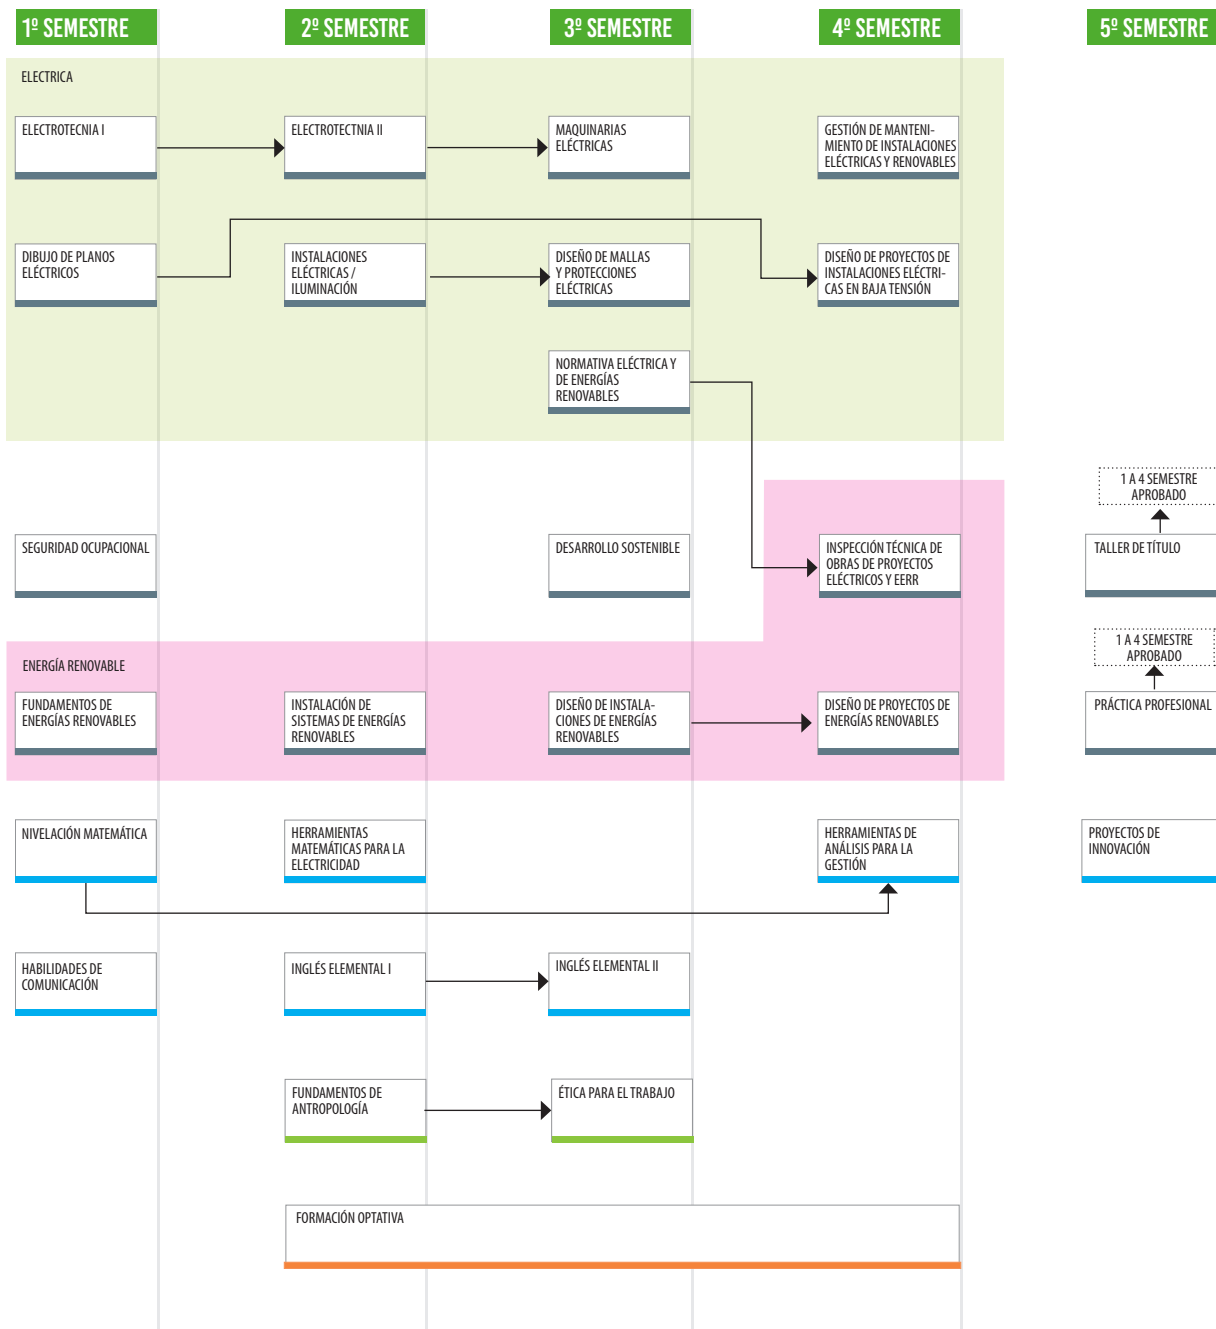 1º SEMESTRE
2º SEMESTRE
3º SEMESTRE
4º SEMESTRE
5º SEMESTRE
ELECTRICA
ELECTROTECNIA I
ELECTROTECTNIA II
MAQUINARIAS
ELÉCTRICAS
GESTIÓN DE MANTENI-
MIENTO DE INSTALACIONES
ELÉCTRICAS Y RENOVABLES
DIBUJO DE PLANOS
ELÉCTRICOS
INSTALACIONES
ELÉCTRICAS /
ILUMINACIÓN
DISEÑO DE MALLAS
Y PROTECCIONES
ELÉCTRICAS
DISEÑO DE PROYECTOS DE
INSTALACIONES ELÉCTRI-
CAS EN BAJA TENSIÓN
NORMATIVA ELÉCTRICA Y
DE ENERGÍAS
RENOVABLES
1 A 4 SEMESTRE
APROBADO
SEGURIDAD OCUPACIONAL
DESARROLLO SOSTENIBLE
INSPECCIÓN TÉCNICA DE
OBRAS DE PROYECTOS
ELÉCTRICOS Y EERR
TALLER DE TÍTULO
1 A 4 SEMESTRE
APROBADO
ENERGÍA RENOVABLE
FUNDAMENTOS DE
ENERGÍAS RENOVABLES
INSTALACIÓN DE
SISTEMAS DE ENERGÍAS
RENOVABLES
DISEÑO DE INSTALA-
CIONES DE ENERGÍAS
RENOVABLES
DISEÑO DE PROYECTOS DE
ENERGÍAS RENOVABLES
PRÁCTICA PROFESIONAL
NIVELACIÓN MATEMÁTICA
HERRAMIENTAS
MATEMÁTICAS PARA LA
ELECTRICIDAD
HERRAMIENTAS DE
ANÁLISIS PARA LA
GESTIÓN
PROYECTOS DE
INNOVACIÓN
HABILIDADES DE
COMUNICACIÓN
INGLÉS ELEMENTAL I
INGLÉS ELEMENTAL II
FUNDAMENTOS DE
ANTROPOLOGÍA
ÉTICA PARA EL TRABAJO
FORMACIÓN OPTATIVA